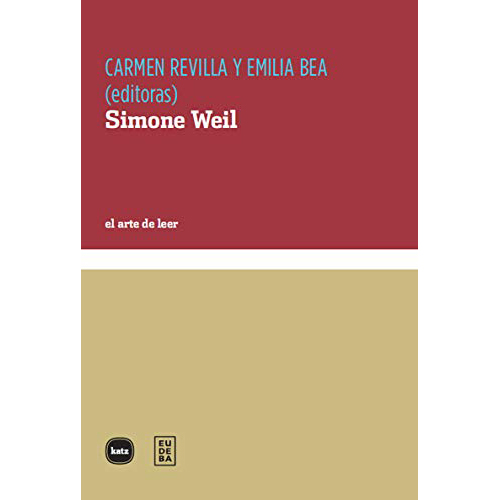 CARMEN REVILLA Y EMILIA BEA
(editoras)
Simone Weil
el arte de leer
katz
EU
DE
BA